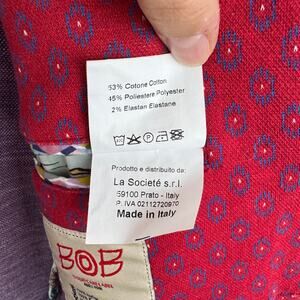 53% Cotone Cotton
45% Poliestere Polyester
2% Elastan Elastane
Prodotto e distribuito da:
La Societé s.r.l.
59100 Prato - Italy
P. IVA 02112720970
Made in Italy
BOB